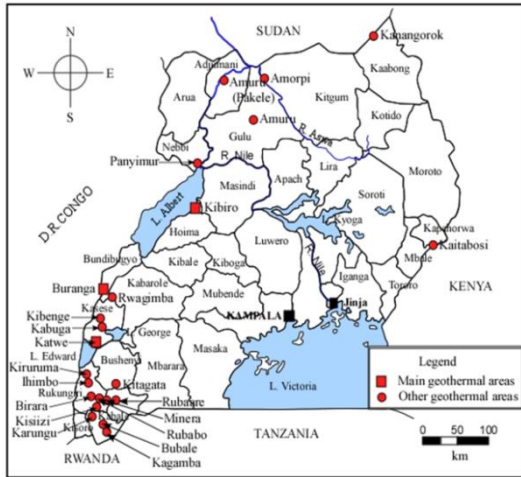 SUDAN
N
W E
S
Kanangorok
Kaabong
Adjumani
Amorpi
Amuru
(Pakele)
Arua
Kitgum
Kotido
Amuru
Gulu
R. Aswa
Nebbi
Panyimur
R. Nile
Moroto
Apach
Lira
Masindi
L. Albert
Soroti
Kibiro
Kyoga
Hoima
D.R.CONGO
Kapchorwa
Kaitabosi
Luwero
Mbale
Bundibugyo
Kibale
Kiboga
R. Nile
Iganga
Tororo
KENYA
Buranga
Kabarole
Rwagimba
Mubende
Kasese
Jinja
Kibenge
KAMPALA
Kabuga
George
Katwe
Masaka
L. Edward
Bushenyi
Mbarara
Kiruruma
Ihimbo
Kitagata
L. Victoria
Rukungiri
Birara
Rubaare
Kisiizi
Kabale
Minera
Karungu
Kisoro
Rubabo
Bubale
Kagamba
RWANDA
TANZANIA
Legend
Main geothermal areas
Other geothermal areas
0 50 100
km